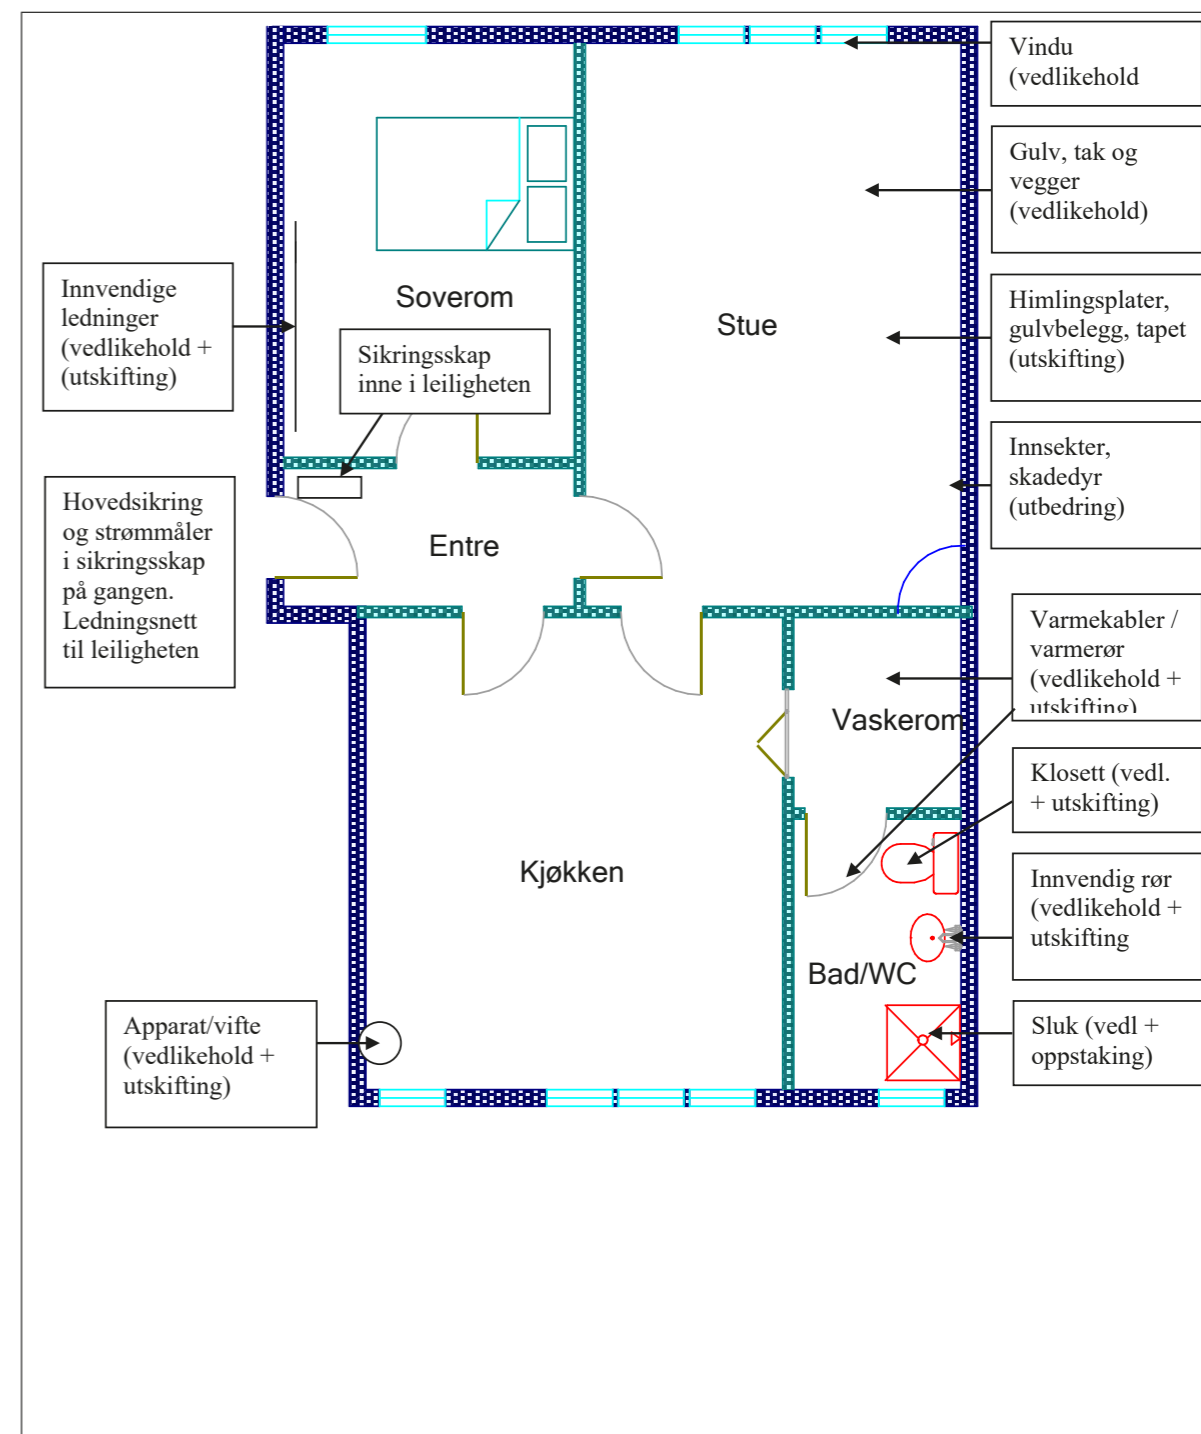 Vindu
(vedlikehold
Gulv, tak og
vegger
(vedlikehold)
Innvendige
ledninger
(vedlikehold +
(utskifting)
Soverom
Stue
Himlingsplater,
gulvbelegg, tapet
(utskifting)
Sikringsskap
inne i leiligheten
Innsekter,
skadedyr
(utbedring)
Hovedsikring
og strømmåler
i sikringsskap
på gangen.
Ledningsnett
til leiligheten
Entre
Varmekabler /
varmerør
(vedlikehold +
utskifting)
Vaskerom
Klosett (vedl.
+ utskifting)
Kjøkken
Innvendig rør
(vedlikehold +
utskifting
Bad/WC
Apparat/vifte
(vedlikehold +
utskifting)
Sluk (vedl +
oppstaking)